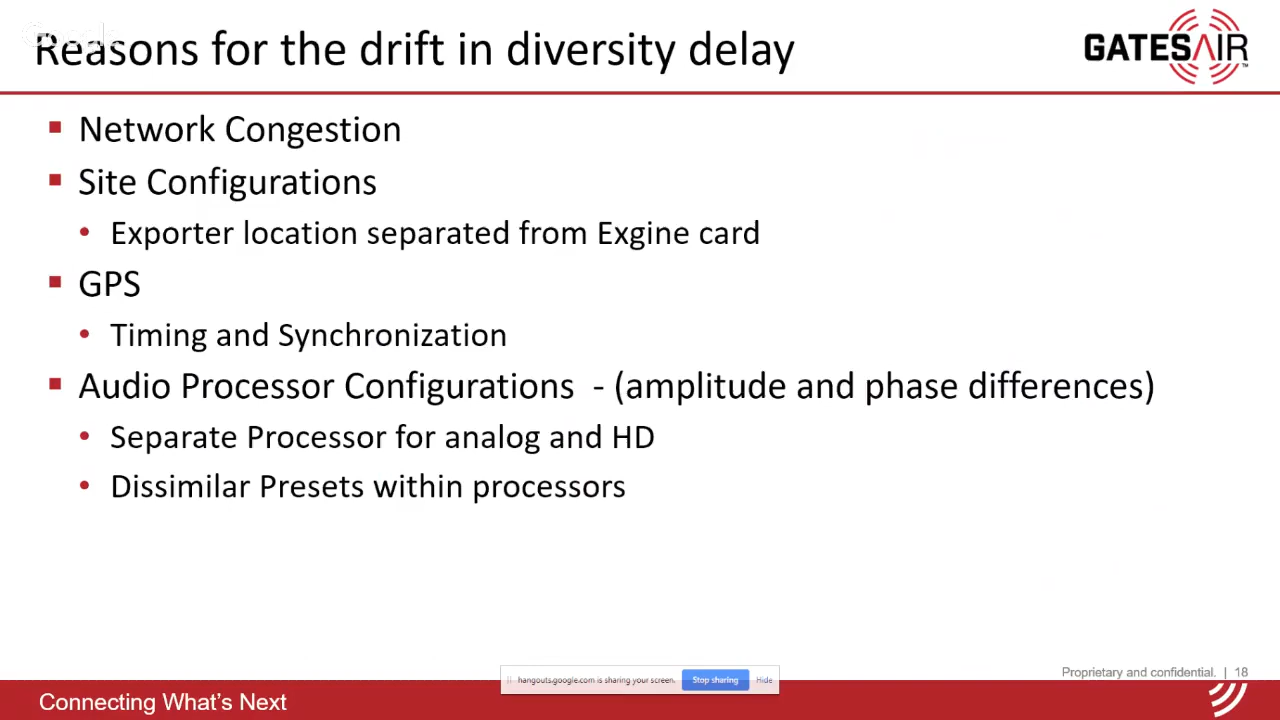 Google
Reasons for the drift in diversity delay
GATESAIR™
▪ Network Congestion
▪ Site Configurations
• Exporter location separated from Exgine card
▪ GPS
• Timing and Synchronization
▪ Audio Processor Configurations - (amplitude and phase differences)
• Separate Processor for analog and HD
• Dissimilar Presets within processors
Proprietary and confidential. | 18
hangouts.google.com is sharing your screen. Stop sharing Hide
Connecting What's Next